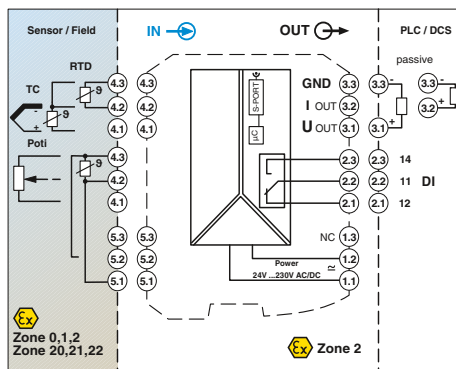 Sensor / Field IN OUT PLC / DCS
RTD passive
TC 4.3 4.3 GND 3.3 3.3 - 3.3 -
ϑ ϑ
- 4.2 4.2 S-PORT I OUT 3.2 3.2 +
+ 4.1 4.1 µC U OUT 3.1 3.1 +
Poti
4.3 4.3 2.3 2.3 14
ϑ
4.2 4.2 2.2 2.2 11 DI
4.1 4.1 2.1 2.1 12
5.3 5.3 NC 1.3
5.2 5.2 Power 1.2
5.1 5.1 24V ...230V AC/DC 1.1
Ex
Zone 0,1,2
Zone 20,21,22
Ex Zone 2